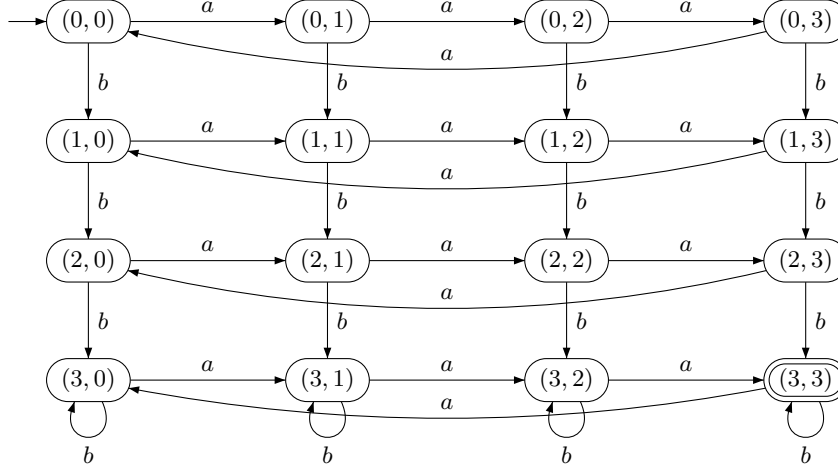 a a a
(0, 0) (0, 1) (0, 2) (0, 3)
a
b b b b
a a a
(1, 0) (1, 1) (1, 2) (1, 3)
a
b b b b
a a a
(2, 0) (2, 1) (2, 2) (2, 3)
a
b b b b
a a a
(3, 0) (3, 1) (3, 2) (3, 3)
a
b b b b